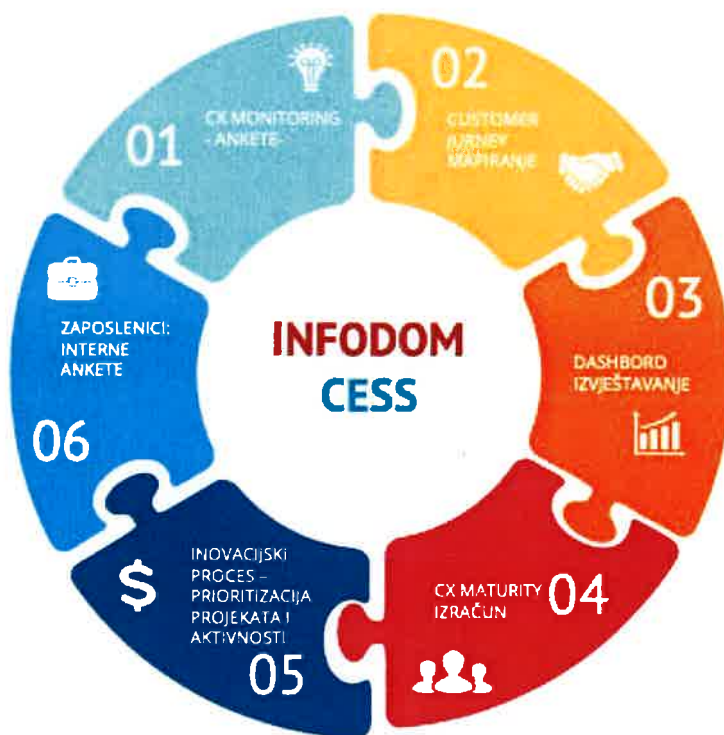 01
CX MONITORING
- ANKETE-
02
CUSTOMER
JURNEY
MAPIRANJE
03
DASHBORD
IZVJEŠTAVANJE
CX MATURITY
IZRAČUN
04
INOVACIJSKI
PROCES –
PRIORITIZACIJA
PROJEKATA I
AKTIVNOSTI
05
ZAPOSLENICI:
INTERNE
ANKETE
06
INFODOM
CESS
$